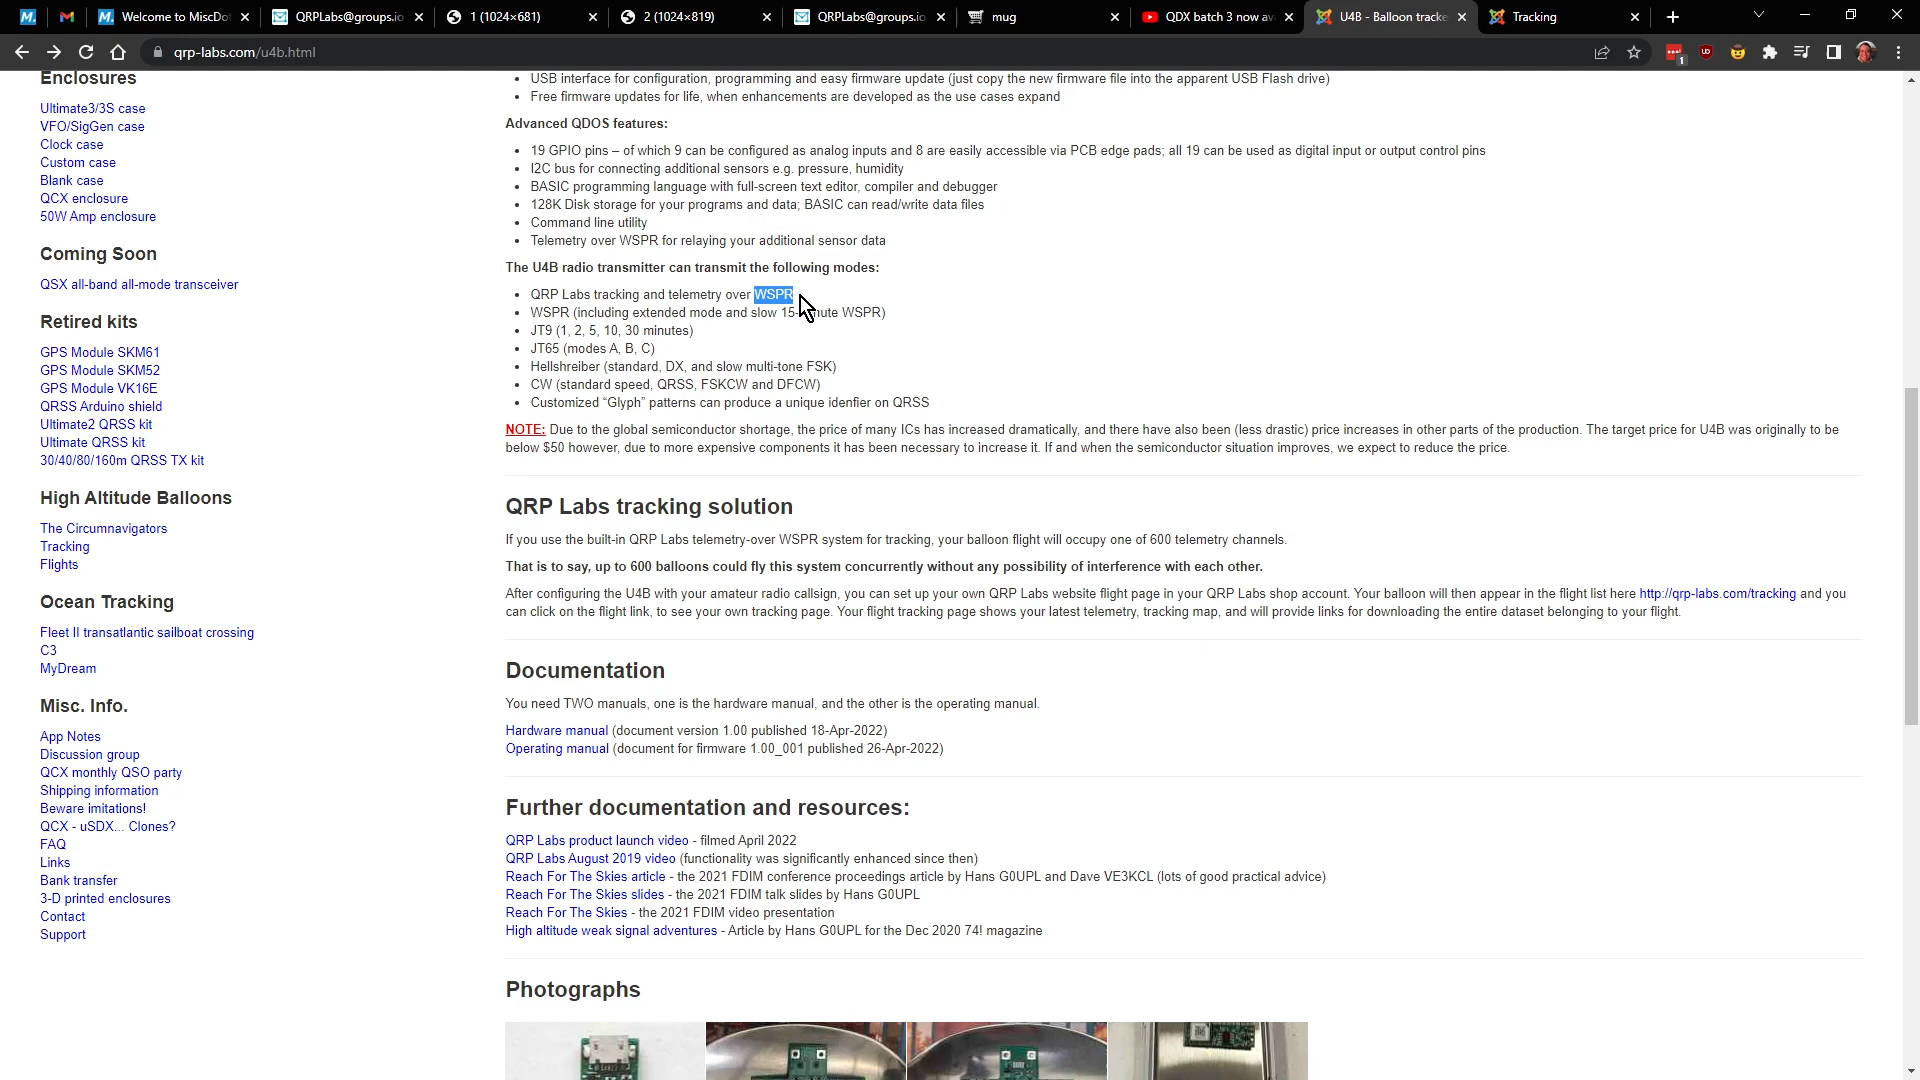 Welcome to MiscDo
QRPLabs@groups.io
1 (1024×681)
2 (1024×819)
QRPLabs@groups.io
mug
QDX batch 3 now av
U4B - Balloon tracke
Tracking
qrp-labs.com/u4b.html
Enclosures
Ultimate3/3S case
VFO/SigGen case
Clock case
Custom case
Blank case
QCX enclosure
50W Amp enclosure
Coming Soon
QSX all-band all-mode transceiver
Retired kits
GPS Module SKM61
GPS Module SKM52
GPS Module VK16E
QRSS Arduino shield
Ultimate2 QRSS kit
Ultimate QRSS kit
30/40/80/160m QRSS TX kit
High Altitude Balloons
The Circumnavigators
Tracking
Flights
Ocean Tracking
Fleet II transatlantic sailboat crossing
C3
MyDream
Misc. Info.
App Notes
Discussion group
QCX monthly QSO party
Shipping information
Beware imitations!
QCX - uSDX... Clones?
FAQ
Links
Bank transfer
3-D printed enclosures
Contact
Support
• USB interface for configuration, programming and easy firmware update (just copy the new firmware file into the apparent USB Flash drive)
• Free firmware updates for life, when enhancements are developed as the use cases expand
Advanced QDOS features:
• 19 GPIO pins – of which 9 can be configured as analog inputs and 8 are easily accessible via PCB edge pads; all 19 can be used as digital input or output control pins
• I2C bus for connecting additional sensors e.g. pressure, humidity
• BASIC programming language with full-screen text editor, compiler and debugger
• 128K Disk storage for your programs and data; BASIC can read/write data files
• Command line utility
• Telemetry over WSPR for relaying your additional sensor data
The U4B radio transmitter can transmit the following modes:
• QRP Labs tracking and telemetry over WSPR
• WSPR (including extended mode and slow 15- nute WSPR)
• JT9 (1, 2, 5, 10, 30 minutes)
• JT65 (modes A, B, C)
• Hellshreiber (standard, DX, and slow multi-tone FSK)
• CW (standard speed, QRSS, FSKCW and DFCW)
• Customized “Glyph” patterns can produce a unique idenfier on QRSS
NOTE: Due to the global semiconductor shortage, the price of many ICs has increased dramatically, and there have also been (less drastic) price increases in other parts of the production. The target price for U4B was originally to be
below $50 however, due to more expensive components it has been necessary to increase it. If and when the semiconductor situation improves, we expect to reduce the price.
QRP Labs tracking solution
If you use the built-in QRP Labs telemetry-over WSPR system for tracking, your balloon flight will occupy one of 600 telemetry channels.
That is to say, up to 600 balloons could fly this system concurrently without any possibility of interference with each other.
After configuring the U4B with your amateur radio callsign, you can set up your own QRP Labs website flight page in your QRP Labs shop account. Your balloon will then appear in the flight list here http://qrp-labs.com/tracking and you
can click on the flight link, to see your own tracking page. Your flight tracking page shows your latest telemetry, tracking map, and will provide links for downloading the entire dataset belonging to your flight.
Documentation
You need TWO manuals, one is the hardware manual, and the other is the operating manual.
Hardware manual (document version 1.00 published 18-Apr-2022)
Operating manual (document for firmware 1.00_001 published 26-Apr-2022)
Further documentation and resources:
QRP Labs product launch video - filmed April 2022
QRP Labs August 2019 video (functionality was significantly enhanced since then)
Reach For The Skies article - the 2021 FDIM conference proceedings article by Hans G0UPL and Dave VE3KCL (lots of good practical advice)
Reach For The Skies slides - the 2021 FDIM talk slides by Hans G0UPL
Reach For The Skies - the 2021 FDIM video presentation
High altitude weak signal adventures - Article by Hans G0UPL for the Dec 2020 74! magazine
Photographs